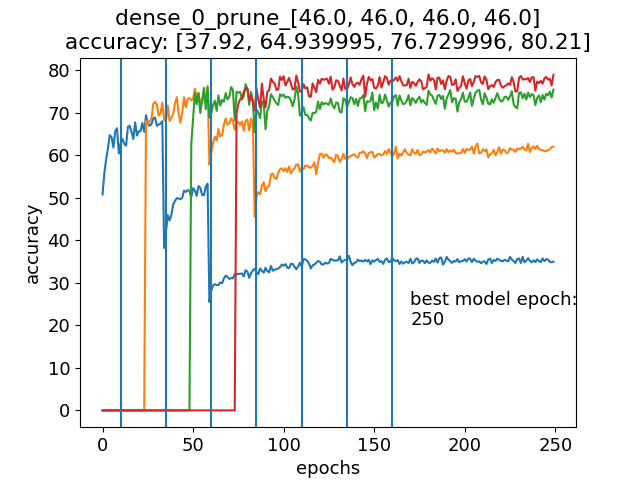 dense_0_prune_[46.0, 46.0, 46.0, 46.0]
accuracy: [37.92, 64.939995, 76.729996, 80.21]
80
70
60
50
40
30
20
10
0
accuracy
best model epoch:
250
0 50 100 150 200 250
epochs